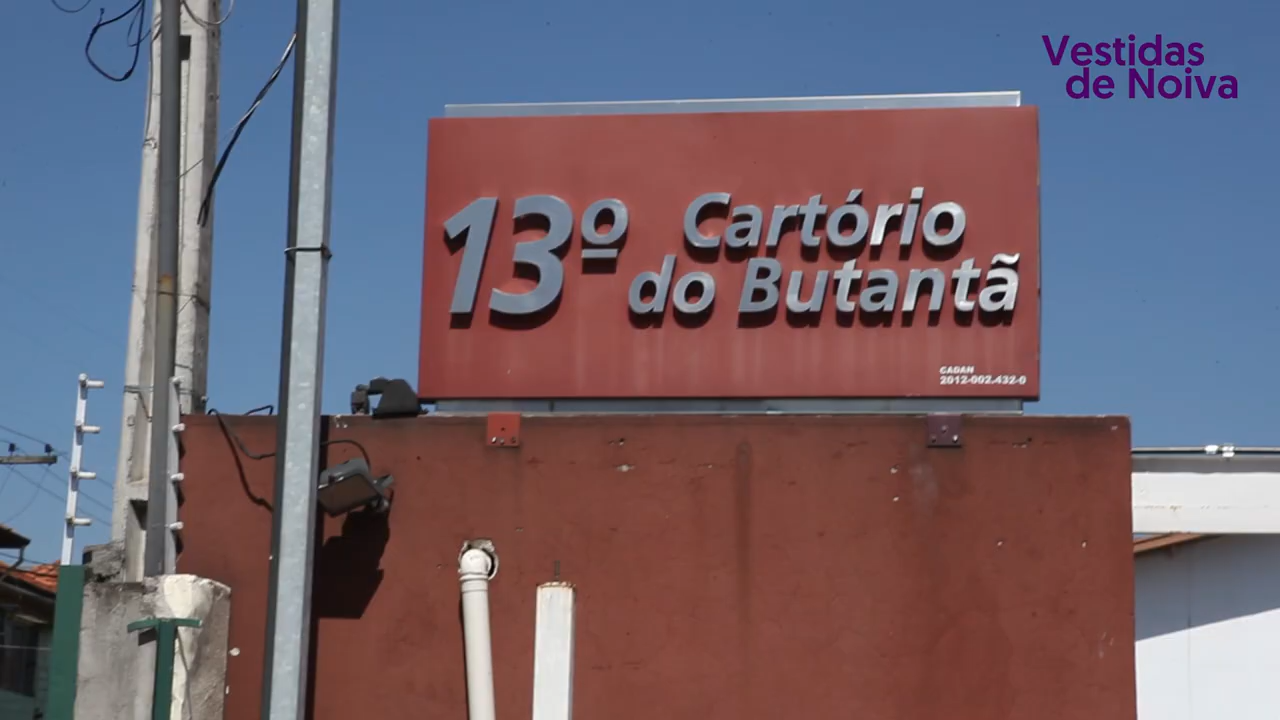 Vestidas
de Noiva
13º Cartório
do Butantã
CADAN
2012-002.432-0